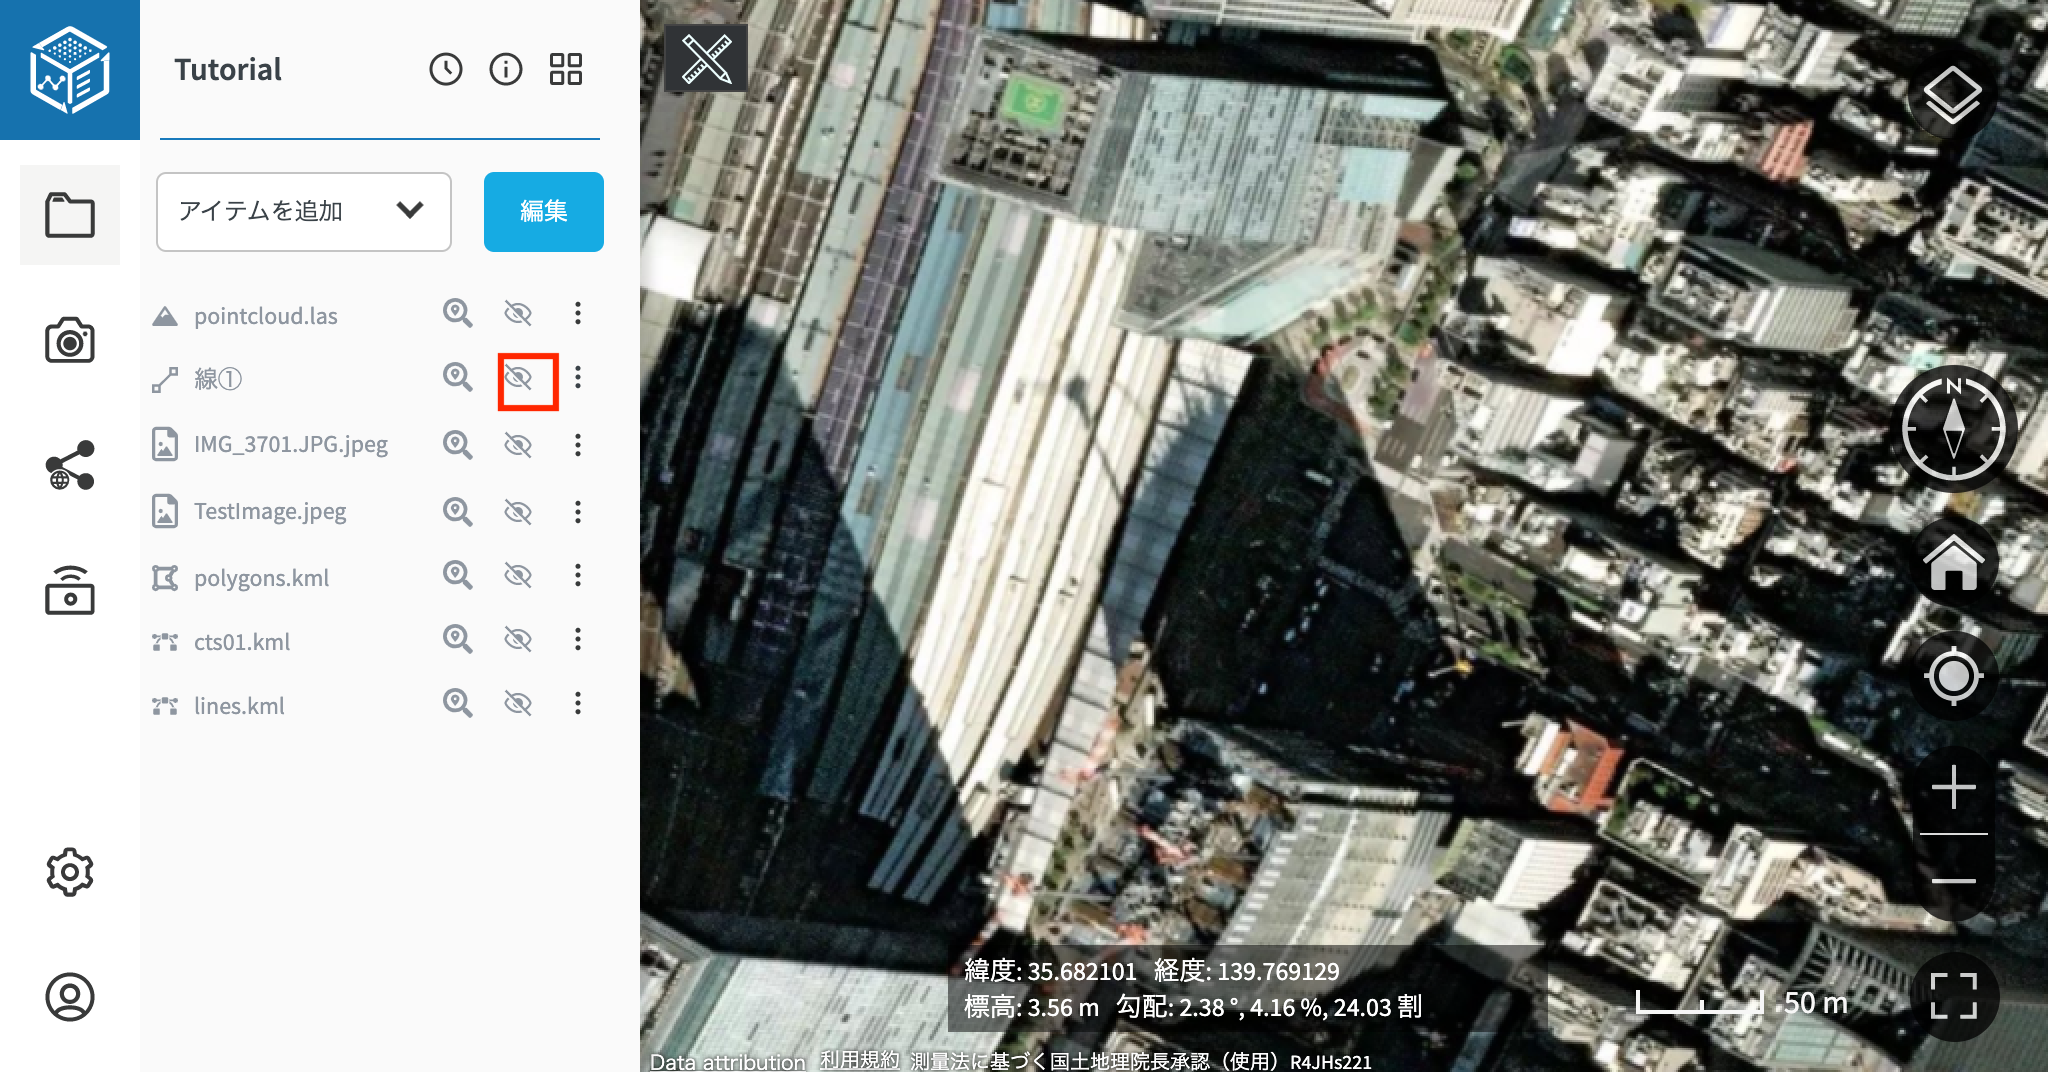 Tutorial
アイテムを追加
編集
pointcloud.las
線①
IMG_3701.JPG.jpeg
TestImage.jpeg
polygons.kml
cts01.kml
lines.kml
N
緯度: 35.682101 経度: 139.769129
標高: 3.56 m 勾配: 2.38 °, 4.16 %, 24.03 割
50 m
Data attribution 利用規約 測量法に基づく国土地理院長承認（使用）R4JHs221